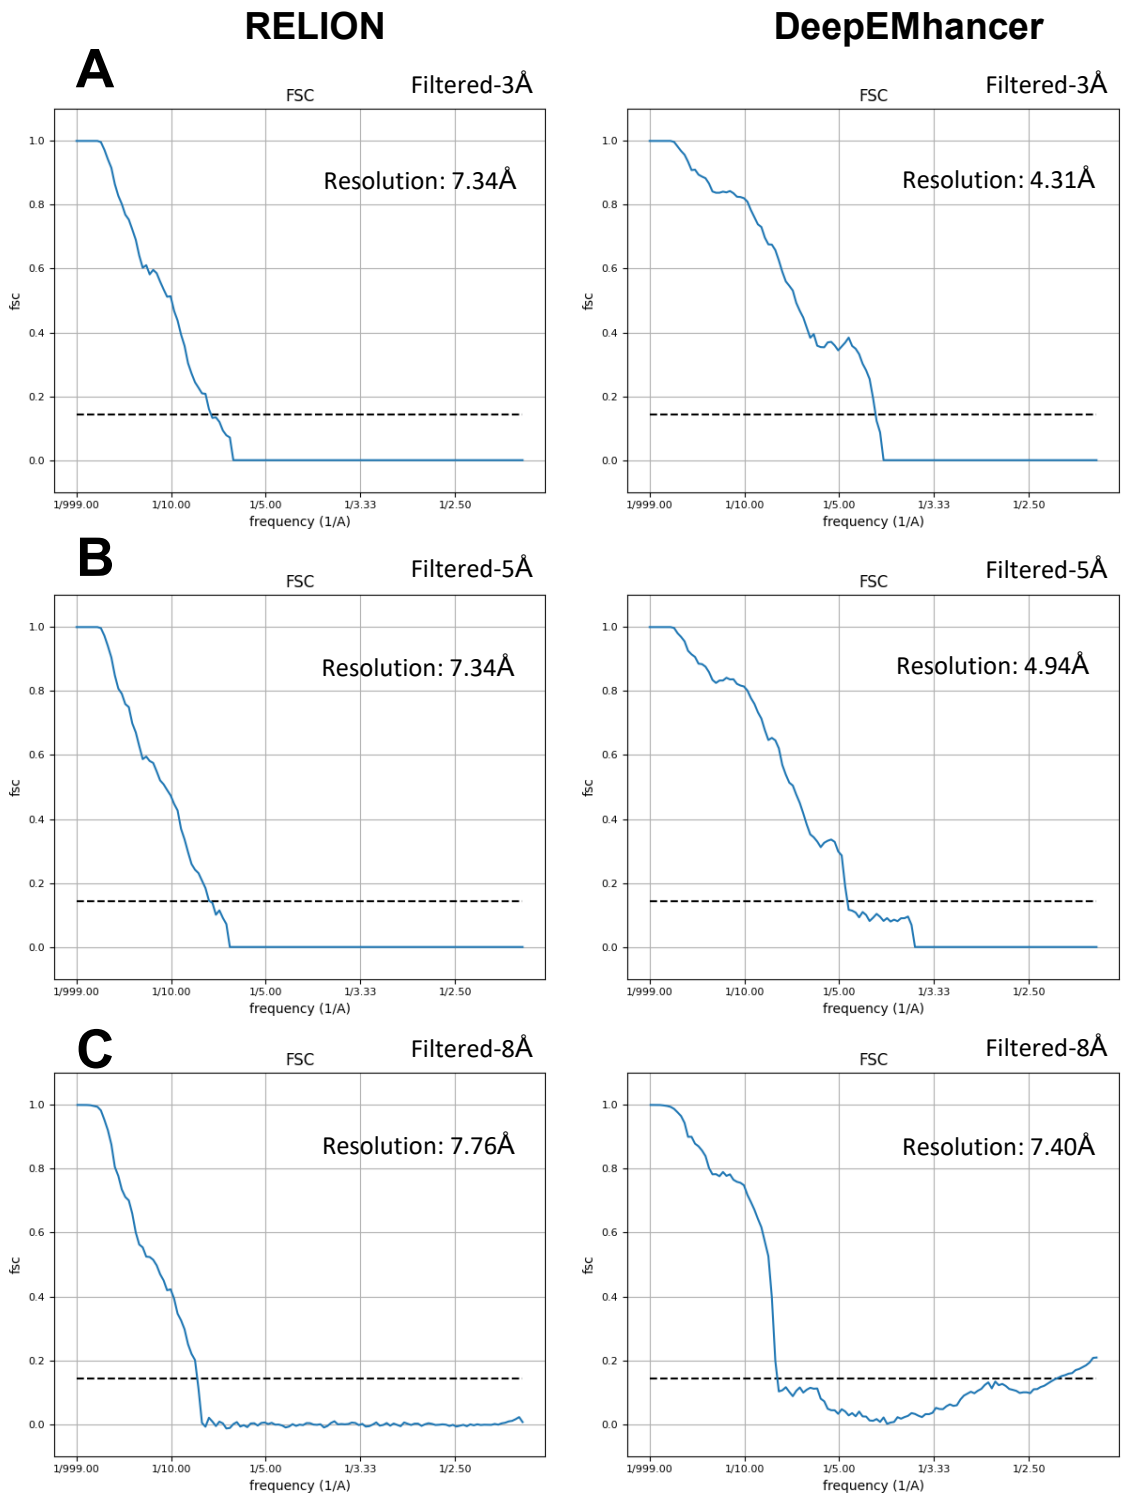 RELION DeepEMhancer
A
Filtered-3Å Filtered-3Å
FSC FSC
Resolution: 7.34Å Resolution: 4.31Å
1.0
0.8
0.6
0.4
0.2
0.0
fsc
1/999.00 1/10.00 1/5.00 1/3.33 1/2.50
frequency (1/A)
1.0
0.8
0.6
0.4
0.2
0.0
fsc
1/999.00 1/10.00 1/5.00 1/3.33 1/2.50
frequency (1/A)
B
Filtered-5Å Filtered-5Å
FSC FSC
Resolution: 7.34Å Resolution: 4.94Å
1.0
0.8
0.6
0.4
0.2
0.0
fsc
1/999.00 1/10.00 1/5.00 1/3.33 1/2.50
frequency (1/A)
1.0
0.8
0.6
0.4
0.2
0.0
fsc
1/999.00 1/10.00 1/5.00 1/3.33 1/2.50
frequency (1/A)
C
Filtered-8Å Filtered-8Å
FSC FSC
Resolution: 7.76Å Resolution: 7.40Å
1.0
0.8
0.6
0.4
0.2
0.0
fsc
1/999.00 1/10.00 1/5.00 1/3.33 1/2.50
frequency (1/A)
1.0
0.8
0.6
0.4
0.2
0.0
fsc
1/999.00 1/10.00 1/5.00 1/3.33 1/2.50
frequency (1/A)